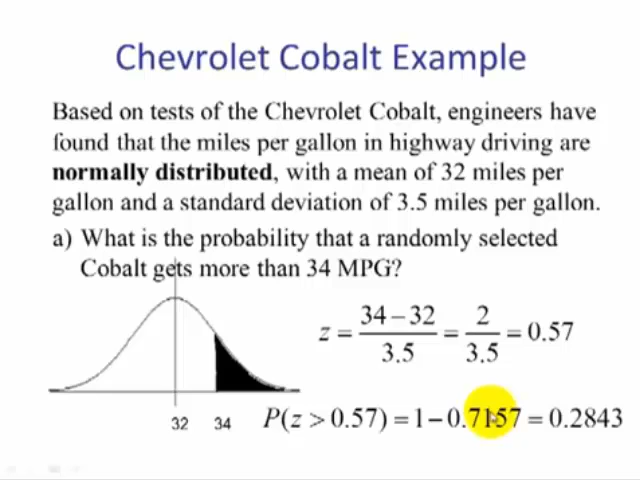 Chevrolet Cobalt Example
Based on tests of the Chevrolet Cobalt, engineers have
found that the miles per gallon in highway driving are
normally distributed, with a mean of 32 miles per
gallon and a standard deviation of 3.5 miles per gallon.
a) What is the probability that a randomly selected
Cobalt gets more than 34 MPG?
z = (34 − 32)/3.5 = 2/3.5 = 0.57
32 34
P(z > 0.57) = 1 − 0.7157 = 0.2843